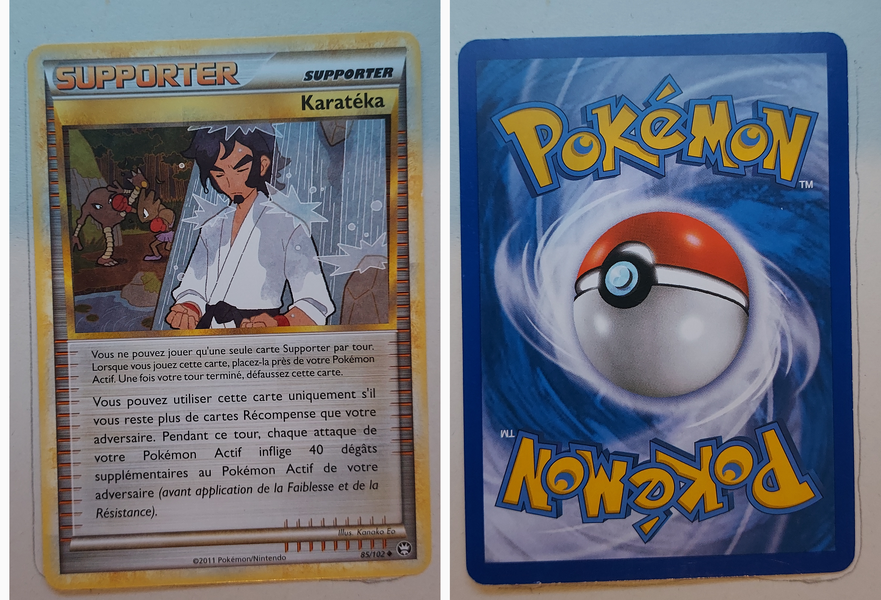 SUPPORTER
SUPPORTER
Karatéka
Vous ne pouvez jouer qu'une seule carte Supporter par tour.
Lorsque vous jouez cette carte, placez-la près de votre Pokémon
Actif. Une fois votre tour terminé, défaussez cette carte.
Vous pouvez utiliser cette carte uniquement s'il
vous reste plus de cartes Récompense que votre
adversaire. Pendant ce tour, chaque attaque de
votre Pokémon Actif inflige 40 dégâts
supplémentaires au Pokémon Actif de votre
adversaire (avant application de la Faiblesse et de la
Résistance).
Illus. Kanako Eo
©2011 Pokémon/Nintendo
85/102
POKéMON
TM
TM
POKéMON